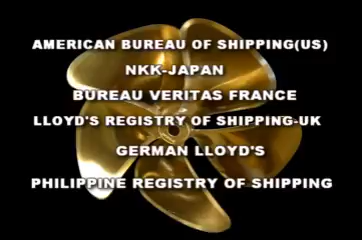 AMERICAN BUREAU OF SHIPPING(US)
NKK-JAPAN
BUREAU VERITAS FRANCE
LLOYD'S REGISTRY OF SHIPPING-UK
GERMAN LLOYD'S
PHILIPPINE REGISTRY OF SHIPPING